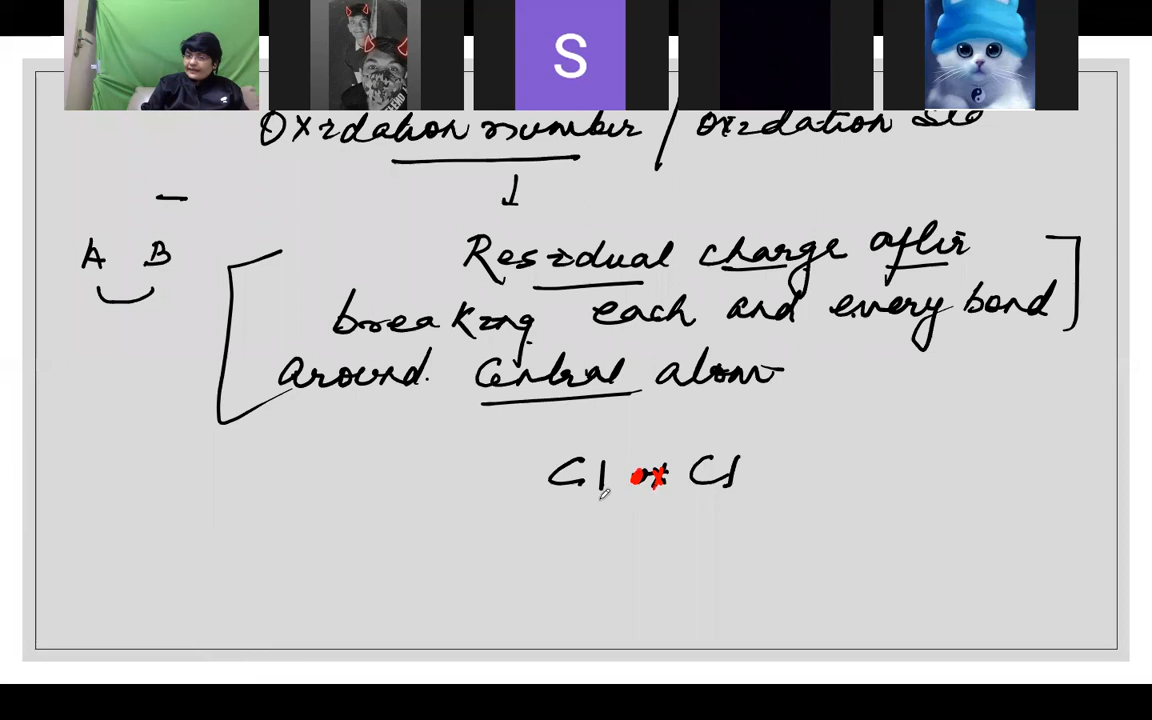 S
Oxidation number / Oxidation
A B
Residual charge after
breaking each and every bond
around central atom
Cl Cl